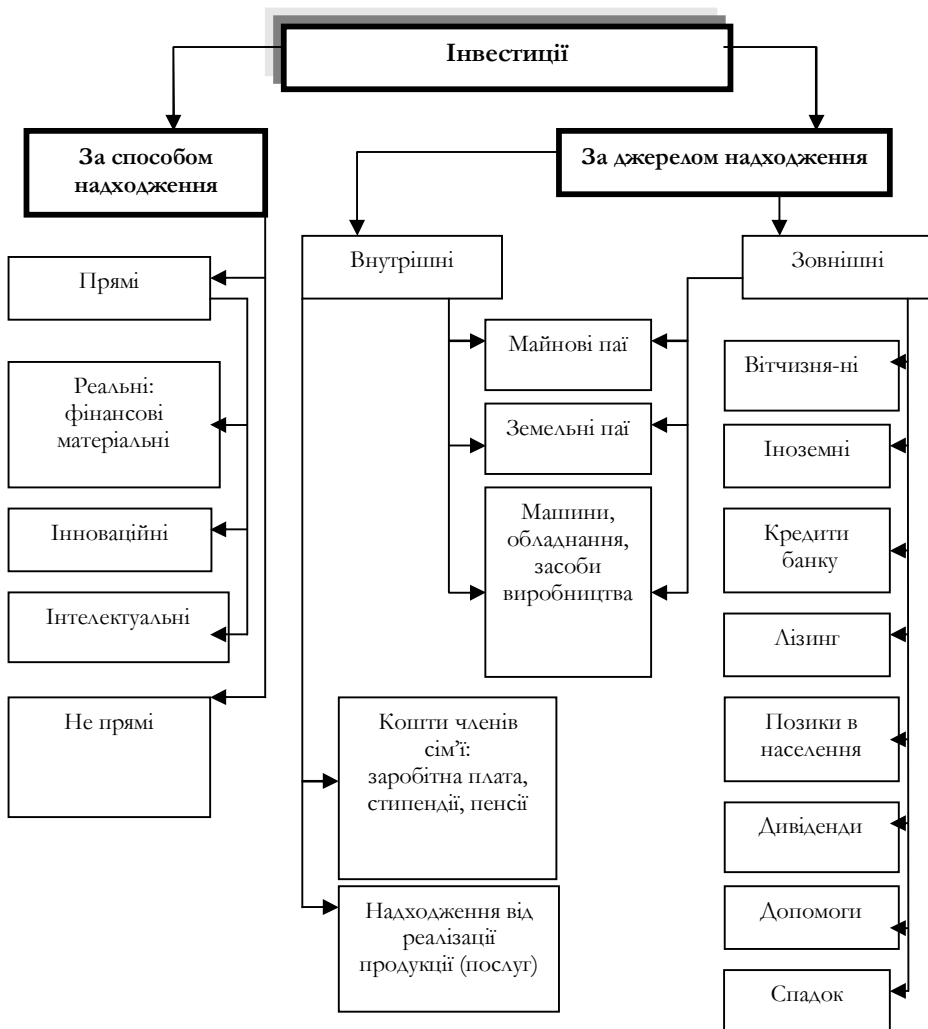 Інвестиції
За способом
надходження
За джерелом надходження
Прямі
Реальні:
фінансові
матеріальні
Інноваційні
Інтелектуальні
Не прямі
Внутрішні
Зовнішні
Майнові паї
Земельні паї
Машини,
обладнання,
засоби
виробництва
Кошти членів
сім’ї:
заробітна плата,
стипендії, пенсії
Надходження від
реалізації
продукції (послуг)
Вітчизня-ні
Іноземні
Кредити
банку
Лізинг
Позики в
населення
Дивіденди
Допомоги
Спадок